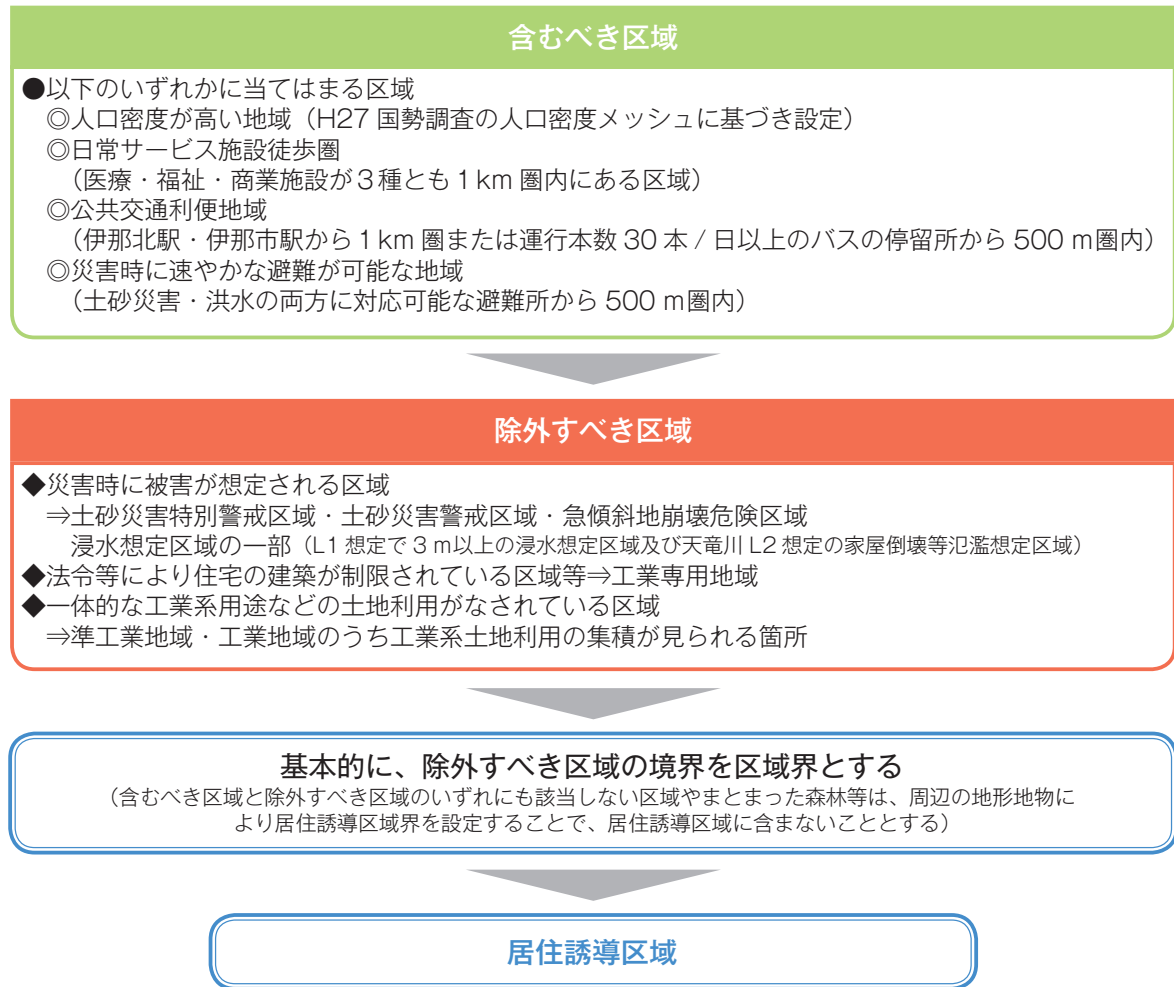 含むべき区域
●以下のいずれかに当てはまる区域
◎人口密度が高い地域（H27 国勢調査の人口密度メッシュに基づき設定）
◎日常サービス施設徒歩圏
（医療・福祉・商業施設が３種とも１km 圏内にある区域）
◎公共交通利便地域
（伊那北駅・伊那市駅から１km 圏または運行本数 30 本 / 日以上のバスの停留所から 500 ｍ圏内）
◎災害時に速やかな避難が可能な地域
（土砂災害・洪水の両方に対応可能な避難所から 500 ｍ圏内）
除外すべき区域
◆災害時に被害が想定される区域
⇒土砂災害特別警戒区域・土砂災害警戒区域・急傾斜地崩壊危険区域
浸水想定区域の一部（L1 想定で 3 ｍ以上の浸水想定区域及び天竜川 L2 想定の家屋倒壊等氾濫想定区域）
◆法令等により住宅の建築が制限されている区域等⇒工業専用地域
◆一体的な工業系用途などの土地利用がなされている区域
⇒準工業地域・工業地域のうち工業系土地利用の集積が見られる箇所
基本的に、除外すべき区域の境界を区域界とする
（含むべき区域と除外すべき区域のいずれにも該当しない区域やまとまった森林等は、周辺の地形地物に
より居住誘導区域界を設定することで、居住誘導区域に含まないこととする）
居住誘導区域